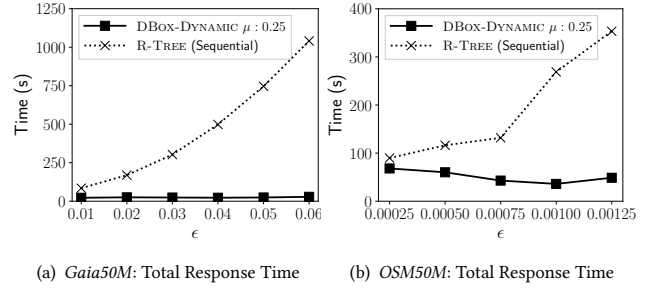 1250
1000
750
500
250
0
Time (s)
DBox-Dynamic μ : 0.25
R-Tree (Sequential)
0.01 0.02 0.03 0.04 0.05 0.06
ϵ
(a) Gaia50M: Total Response Time
400
300
200
100
0
Time (s)
DBox-Dynamic μ : 0.25
R-Tree (Sequential)
0.00025 0.00050 0.00075 0.00100 0.00125
ϵ
(b) OSM50M: Total Response Time